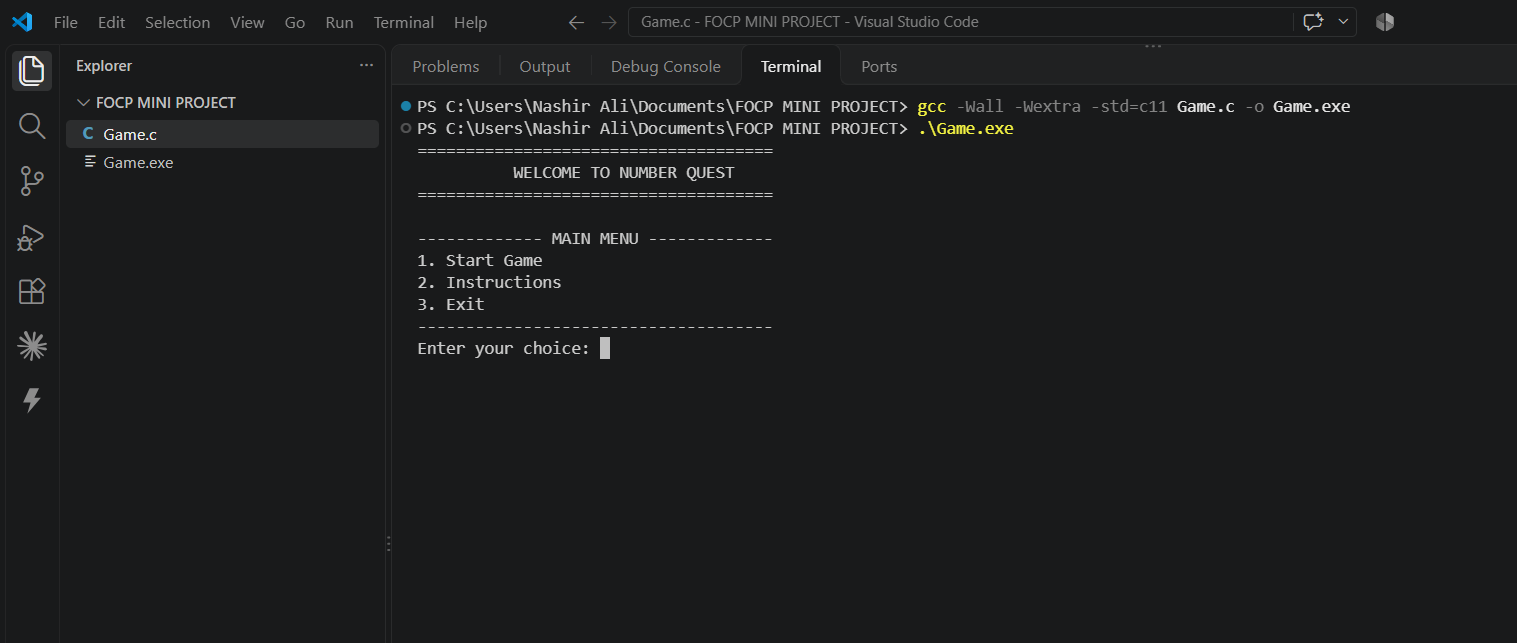 File Edit Selection View Go Run Terminal Help
Game.c - FOCP MINI PROJECT - Visual Studio Code
Explorer
FOCP MINI PROJECT
C Game.c
Game.exe
Problems Output Debug Console Terminal Ports
PS C:\Users\Nashir Ali\Documents\FOCP MINI PROJECT> gcc -Wall -Wextra -std=c11 Game.c -o Game.exe
PS C:\Users\Nashir Ali\Documents\FOCP MINI PROJECT> .\Game.exe
=====================================
WELCOME TO NUMBER QUEST
=====================================
------------- MAIN MENU -------------
1. Start Game
2. Instructions
3. Exit
-------------------------------------
Enter your choice: